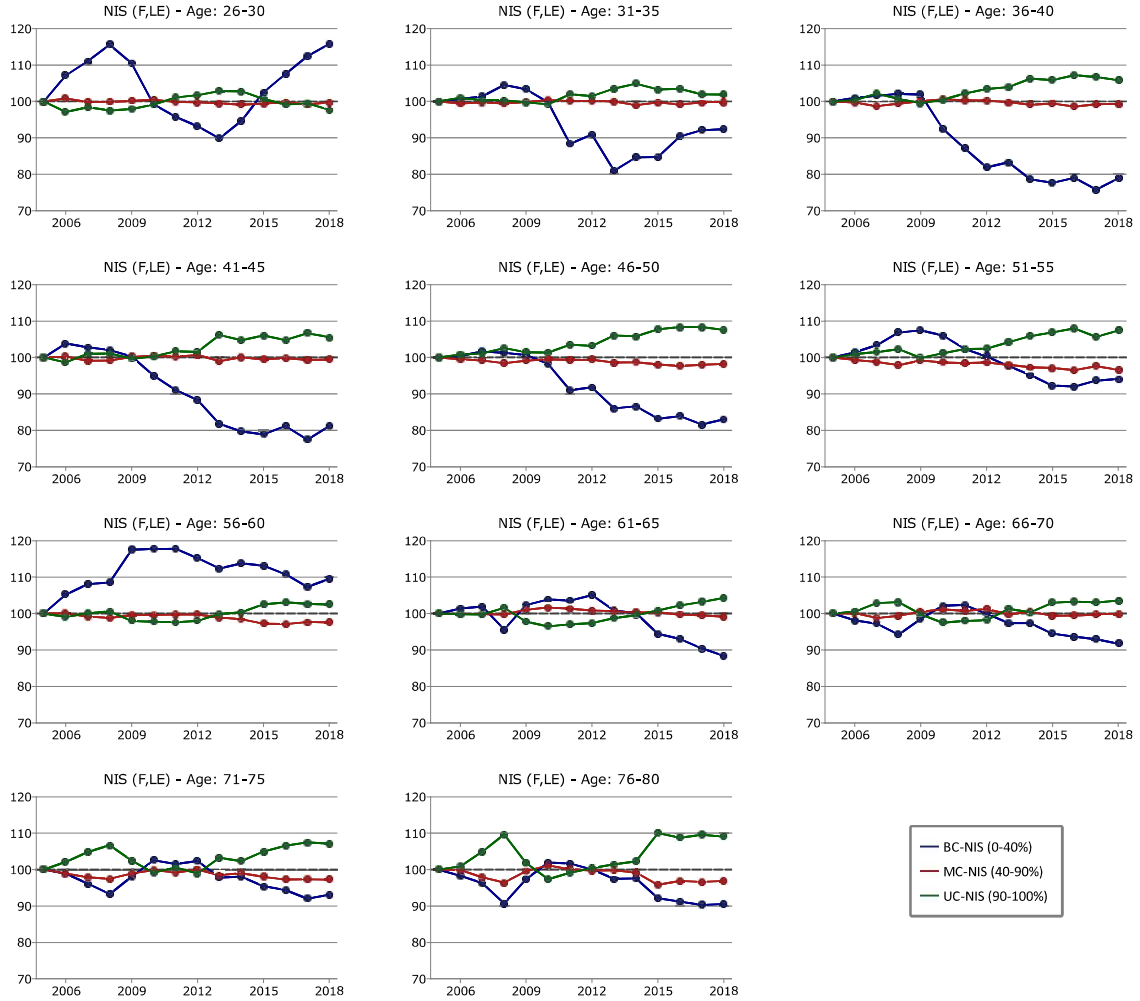 NIS (F,LE) - Age: 26-30
120
110
100
90
80
70
2006 2009 2012 2015 2018
NIS (F,LE) - Age: 31-35
120
110
100
90
80
70
2006 2009 2012 2015 2018
NIS (F,LE) - Age: 36-40
120
110
100
90
80
70
2006 2009 2012 2015 2018
NIS (F,LE) - Age: 41-45
120
110
100
90
80
70
2006 2009 2012 2015 2018
NIS (F,LE) - Age: 46-50
120
110
100
90
80
70
2006 2009 2012 2015 2018
NIS (F,LE) - Age: 51-55
120
110
100
90
80
70
2006 2009 2012 2015 2018
NIS (F,LE) - Age: 56-60
120
110
100
90
80
70
2006 2009 2012 2015 2018
NIS (F,LE) - Age: 61-65
120
110
100
90
80
70
2006 2009 2012 2015 2018
NIS (F,LE) - Age: 66-70
120
110
100
90
80
70
2006 2009 2012 2015 2018
NIS (F,LE) - Age: 71-75
120
110
100
90
80
70
2006 2009 2012 2015 2018
NIS (F,LE) - Age: 76-80
120
110
100
90
80
70
2006 2009 2012 2015 2018
BC-NIS (0-40%)
MC-NIS (40-90%)
UC-NIS (90-100%)